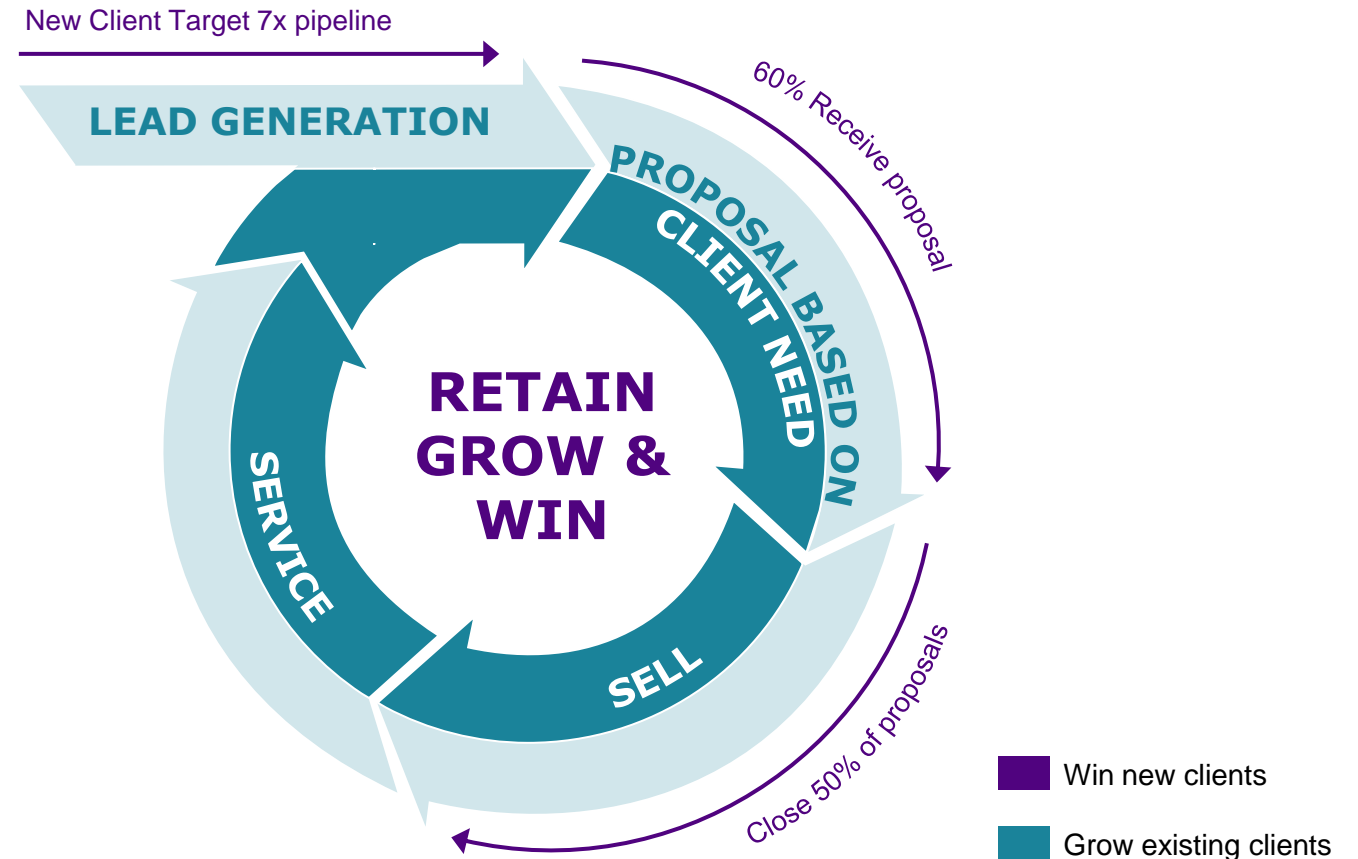 New Client Target 7x pipeline
LEAD GENERATION
60% Receive proposal
PROPOSAL BASED ON
CLIENT NEED
RETAIN
GROW &
WIN
SERVICE
SELL
Close 50% of proposals
Win new clients
Grow existing clients